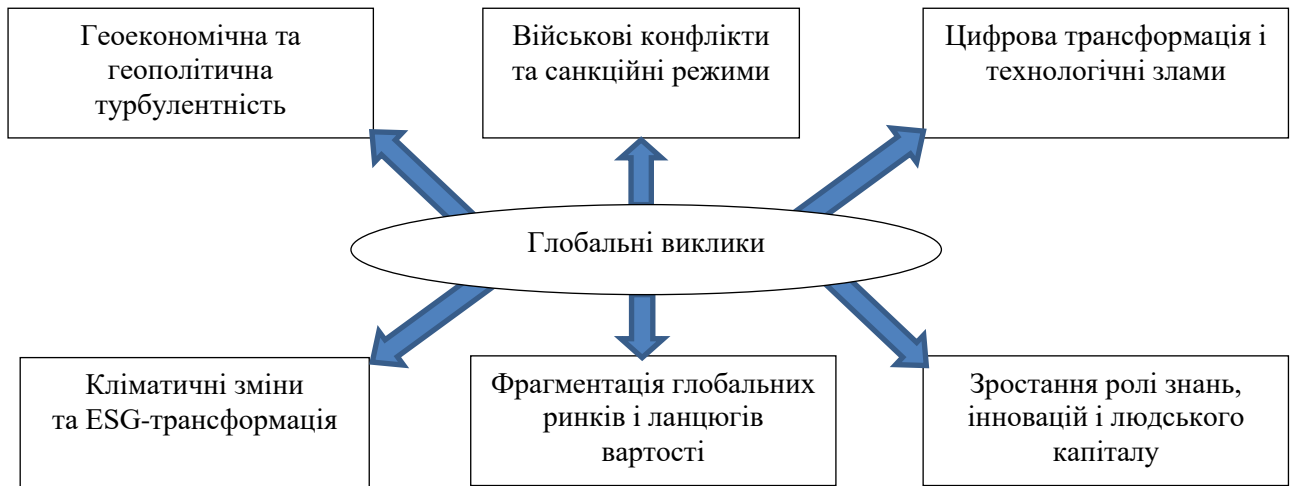 Геоекономічна та
геополітична
турбулентність
Військові конфлікти
та санкційні режими
Цифрова трансформація і
технологічні злами
Глобальні виклики
Кліматичні зміни
та ESG-трансформація
Фрагментація глобальних
ринків і ланцюгів
вартості
Зростання ролі знань,
інновацій і людського
капіталу